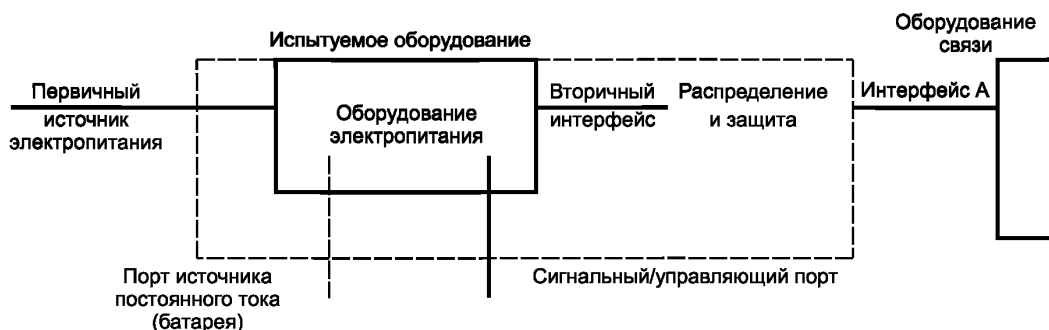 Оборудование
связи
Испытуемое оборудование
Первичный
источник
электропитания
Оборудование
электропитания
Вторичный
интерфейс
Распределение
и защита
Интерфейс А
Порт источника
постоянного тока
(батарея)
Сигнальный/управляющий порт